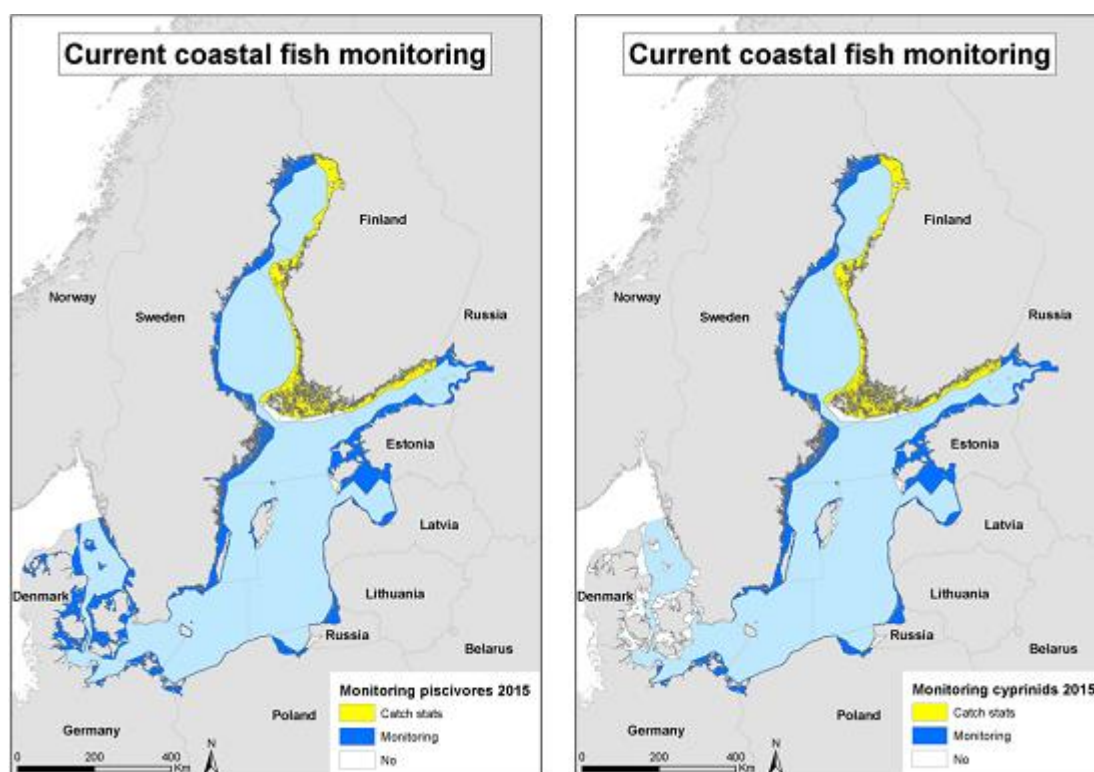 Current coastal fish monitoring
Finland
Norway
Sweden
Russia
Estonia
Latvia
Denmark
Lithuania
Russia
Belarus
Germany
Poland
Monitoring piscivores 2015
Catch stats
Monitoring
No
0 200 400
Km
N
Current coastal fish monitoring
Finland
Norway
Sweden
Russia
Estonia
Latvia
Denmark
Lithuania
Russia
Belarus
Germany
Poland
Monitoring cyprinids 2015
Catch stats
Monitoring
No
0 200 400
Km
N